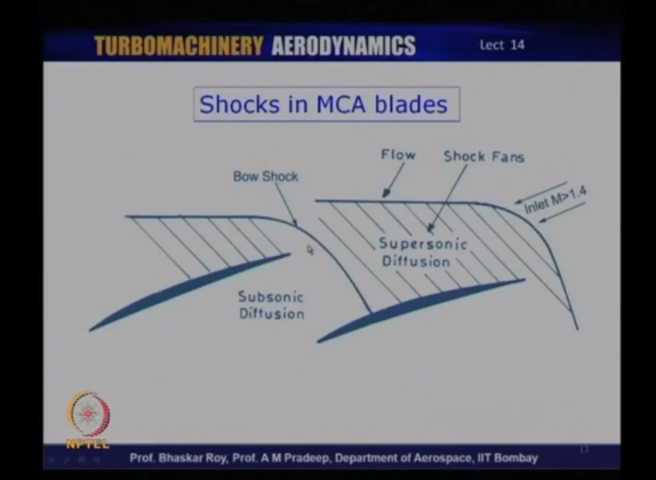 TURBOMACHINERY AERODYNAMICS Lect 14
Shocks in MCA blades
Flow Shock Fans
Bow Shock
Inlet M>1.4
Supersonic
Diffusion
Subsonic
Diffusion
NPTEL
Prof. Bhaskar Roy, Prof. A M Pradeep, Department of Aerospace, IIT Bombay